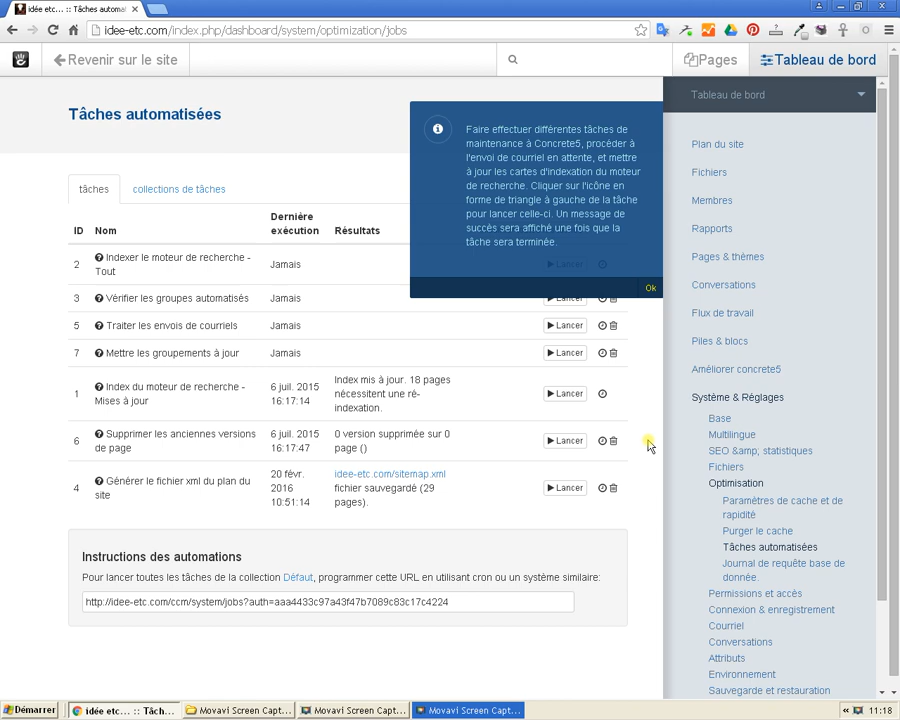 idée etc... :: Tâches automat
idee-etc.com/index.php/dashboard/system/optimization/jobs
Revenir sur le site
Pages
Tableau de bord
Tâches automatisées
Faire effectuer différentes tâches de
maintenance à Concrete5, procéder à
l'envoi de courriel en attente, et mettre
à jour les cartes d'indexation du moteur
de recherche. Cliquer sur l'icône en
forme de triangle à gauche de la tâche
pour lancer celle-ci. Un message de
succès sera affiché une fois que la
tâche sera terminée.
Ok
tâches
collections de tâches
ID Nom Dernière exécution Résultats
2 Indexer le moteur de recherche - Tout Jamais Lancer
3 Vérifier les groupes automatisés Jamais Lancer
5 Traiter les envois de courriels Jamais Lancer
7 Mettre les groupements à jour Jamais Lancer
1 Index du moteur de recherche - Mises à jour 6 juil. 2015 16:17:14 Index mis à jour. 18 pages nécessitent une ré-indexation. Lancer
6 Supprimer les anciennes versions de page 6 juil. 2015 16:17:47 0 version supprimée sur 0 page () Lancer
4 Générer le fichier xml du plan du site 20 févr. 2016 10:51:14 idee-etc.com/sitemap.xml fichier sauvegardé (29 pages). Lancer
Instructions des automations
Pour lancer toutes les tâches de la collection Défaut, programmer cette URL en utilisant cron ou un système similaire:
http://idee-etc.com/ccm/system/jobs?auth=aaa4433c97a43f47b7089c83c17c4224
Tableau de bord
Plan du site
Fichiers
Membres
Rapports
Pages & thèmes
Conversations
Flux de travail
Piles & blocs
Améliorer concrete5
Système & Réglages
Base
Multilingue
SEO &amp; statistiques
Fichiers
Optimisation
Paramètres de cache et de
rapidité
Purger le cache
Tâches automatisées
Journal de requête base de
donnée.
Permissions et accès
Connexion & enregistrement
Courriel
Conversations
Attributs
Environnement
Sauvegarde et restauration
Démarrer
idée etc... :: Tâch...
Movavi Screen Capt...
Movavi Screen Capt...
Movavi Screen Capt...
11:18